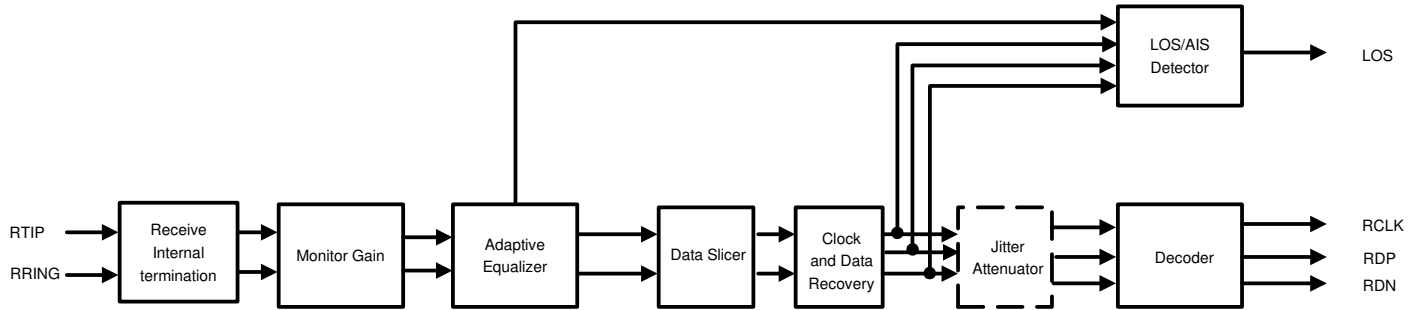 LOS/AIS
Detector
LOS
RTIP
RRING
Receive
Internal
termination
Monitor Gain
Adaptive
Equalizer
Data Slicer
Clock
and Data
Recovery
Jitter
Attenuator
Decoder
RCLK
RDP
RDN